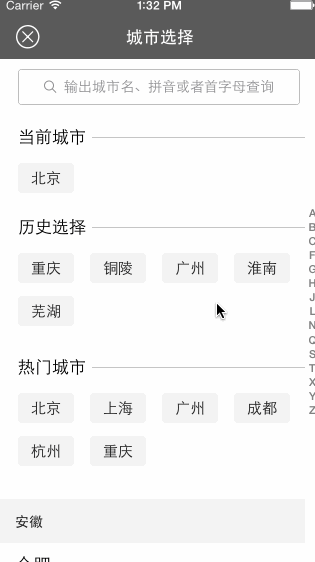 Carrier 1:32 PM
城市选择
输出城市名、拼音或者首字母查询
当前城市
北京
历史选择
重庆 铜陵 广州 淮南
芜湖
热门城市
北京 上海 广州 成都
杭州 重庆
安徽
合肥
A
B
C
F
G
H
J
L
N
Q
S
T
X
Y
Z